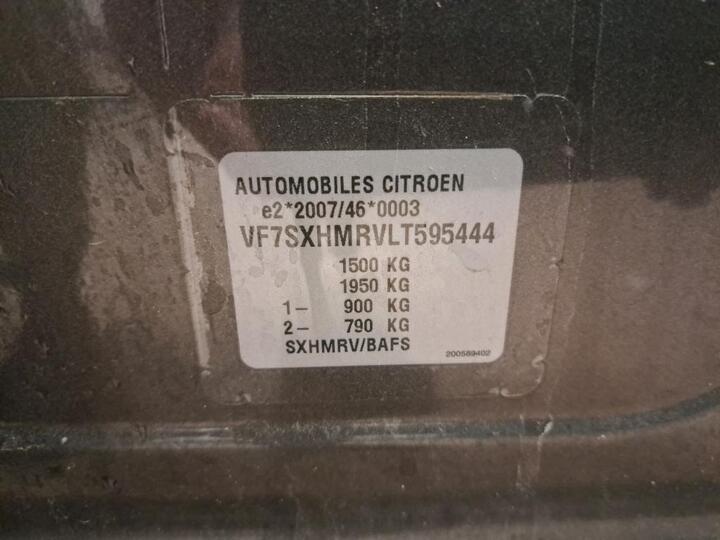 AUTOMOBILES CITROEN
e2*2007/46*0003
VF7SXHMRVLT595444
1500 KG
1950 KG
1– 900 KG
2– 790 KG
SXHMRV/BAFS 200589402